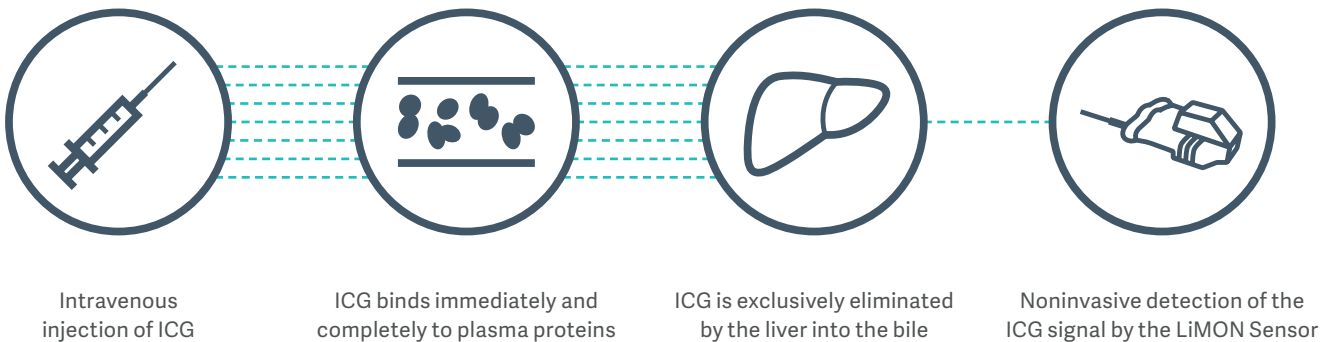 Intravenous
injection of ICG
ICG binds immediately and
completely to plasma proteins
ICG is exclusively eliminated
by the liver into the bile
Noninvasive detection of the
ICG signal by the LiMON Sensor